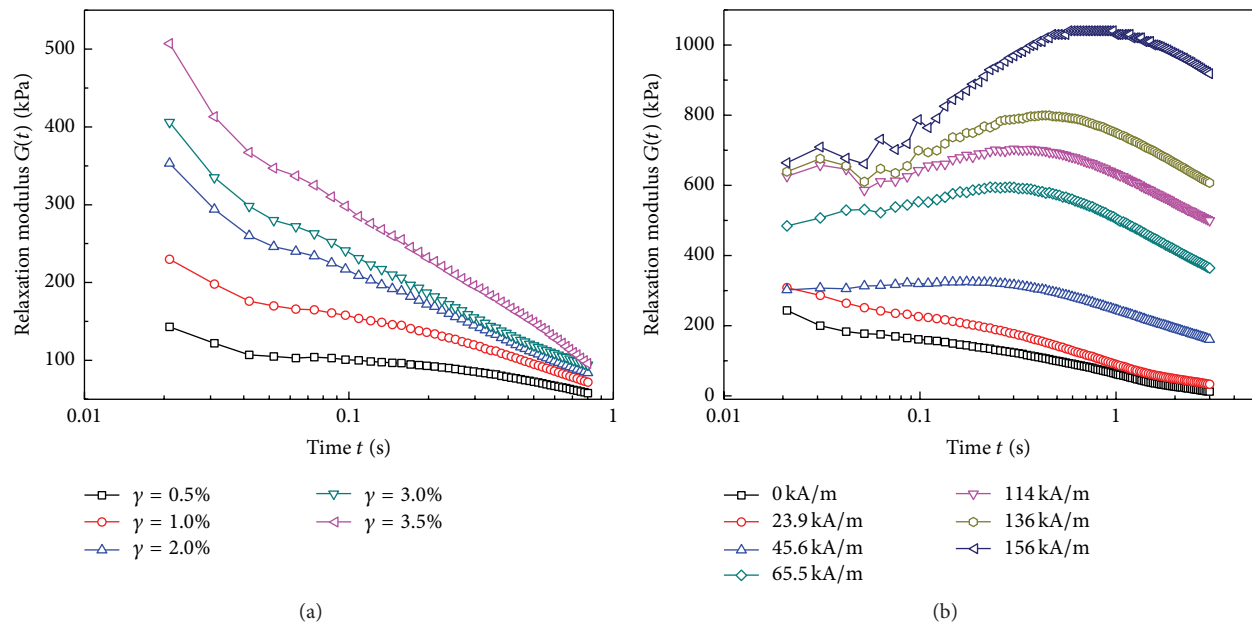 500
400
300
200
100
0.01
0.1
1
Relaxation modulus G(t) (kPa)
Time t (s)
γ = 0.5%
γ = 1.0%
γ = 2.0%
γ = 3.0%
γ = 3.5%
(a)
1000
800
600
400
200
0
0.01
0.1
1
Relaxation modulus G(t) (kPa)
Time t (s)
0 kA/m
23.9 kA/m
45.6 kA/m
65.5 kA/m
114 kA/m
136 kA/m
156 kA/m
(b)